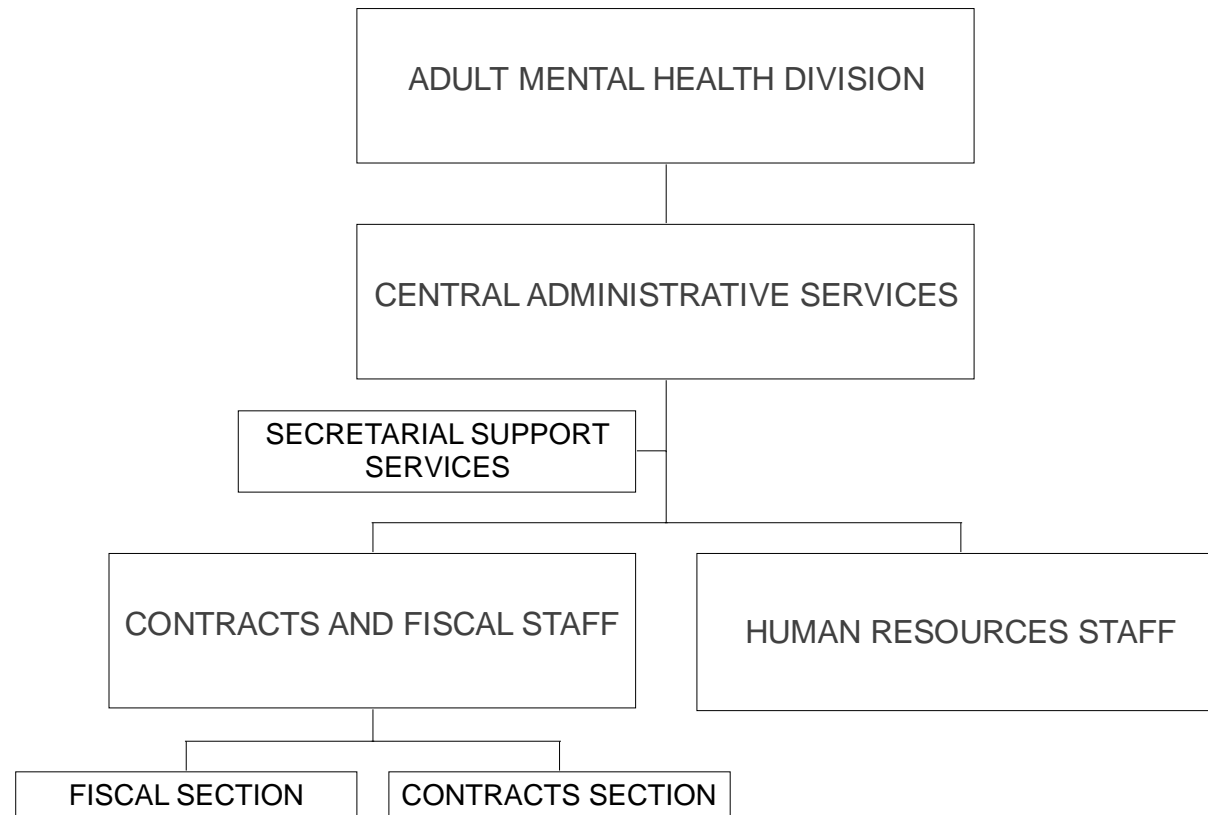 ADULT MENTAL HEALTH DIVISION
CENTRAL ADMINISTRATIVE SERVICES
SECRETARIAL SUPPORT
SERVICES
CONTRACTS AND FISCAL STAFF
HUMAN RESOURCES STAFF
FISCAL SECTION
CONTRACTS SECTION